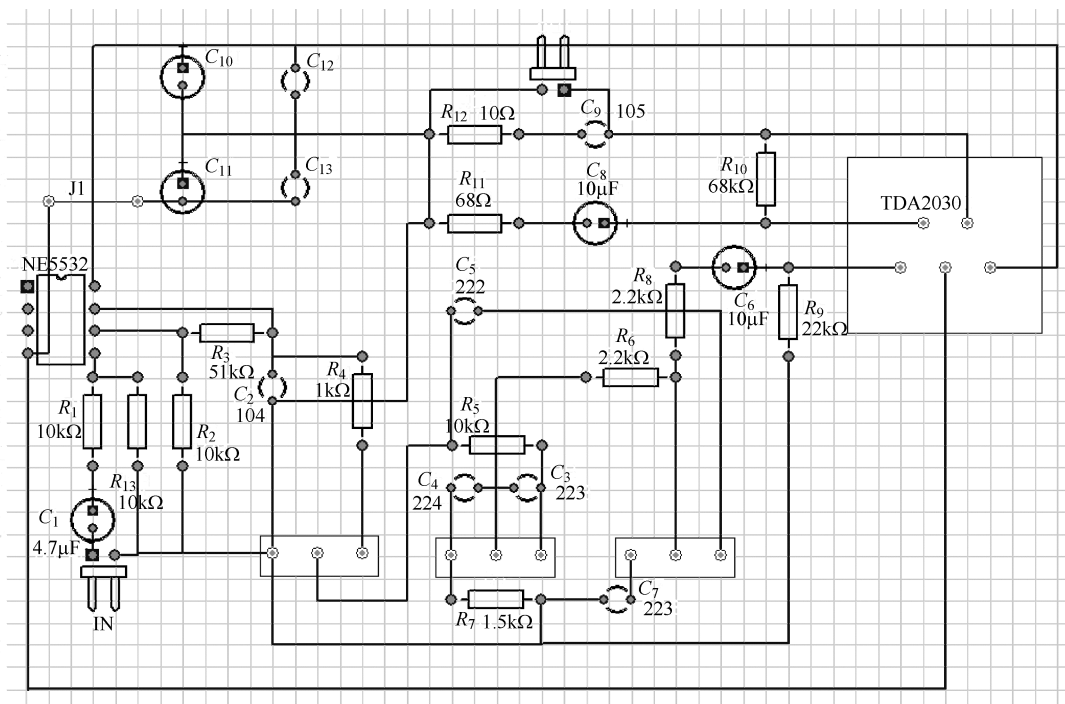 C10
C12
R12 10Ω
C9 105
J1
C11
C13
R11
68Ω
C8
10μF
R10
68kΩ
TDA2030
NE5532
C5
222
R8
2.2kΩ
C6
10μF
R9
22kΩ
R3
51kΩ
R4
1kΩ
R6
2.2kΩ
C2
104
R1
10kΩ
R2
10kΩ
R5
10kΩ
R13
10kΩ
C4
224
C3
223
C1
4.7μF
C7
223
R7 1.5kΩ
IN